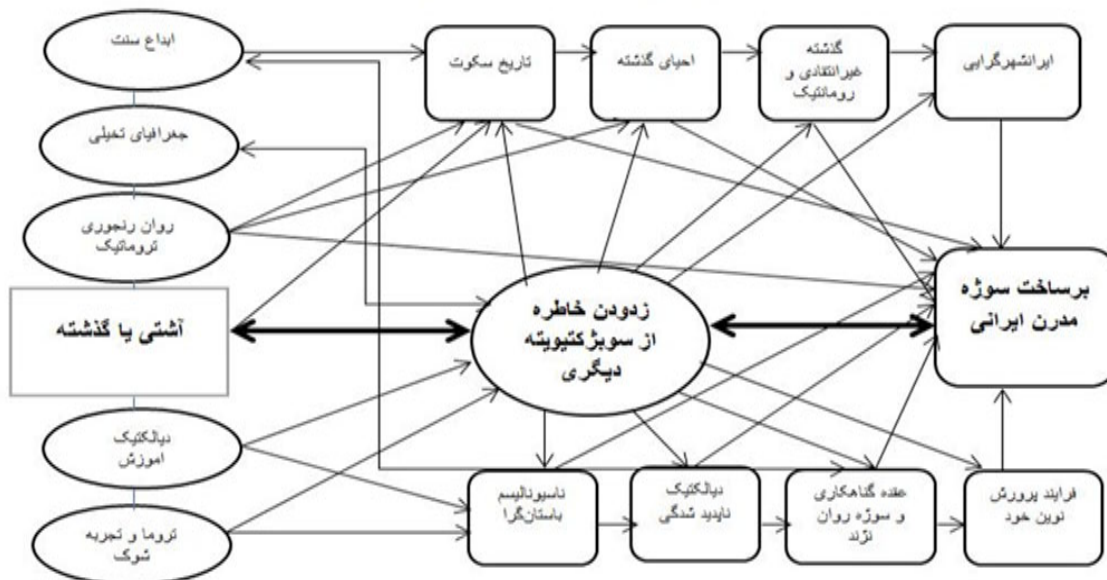 ابداع سنت
تاریخ سکوت
احیای گذشته
گذشته
غیرانتقادی و
رومانتیک
ایرانشهرگرایی
جغرافیای تخیلی
روان رنجوری
تروماتیک
آشتی با گذشته
زدودن خاطره
از سوبژکتیویته
دیگری
برساخت سوژه
مدرن ایرانی
دیالکتیک
اموزش
تروما و تجربه
شوک
ناسیونالیسم
باستان‌گرا
دیالکتیک
ناپدید شدگی
عقده گناهکاری
و سوژه روان
نژند
فرایند پرورش
نوین خود